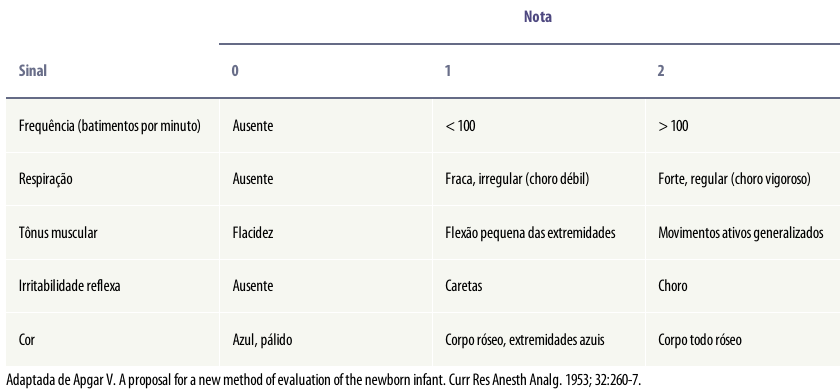 Nota
Sinal 0 1 2
Frequência (batimentos por minuto) Ausente < 100 > 100
Respiração Ausente Fraca, irregular (choro débil) Forte, regular (choro vigoroso)
Tônus muscular Flacidez Flexão pequena das extremidades Movimentos ativos generalizados
Irritabilidade reflexa Ausente Caretas Choro
Cor Azul, pálido Corpo róseo, extremidades azuis Corpo todo róseo
Adaptada de Apgar V. A proposal for a new method of evaluation of the newborn infant. Curr Res Anesth Analg. 1953; 32:260-7.